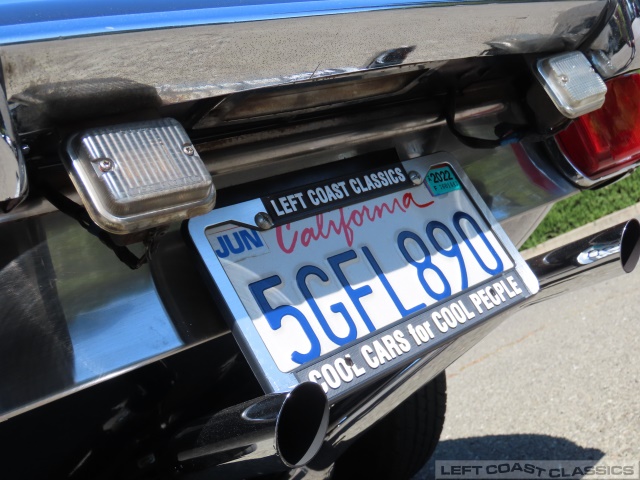 LEFT COAST CLASSICS
JUN California 2022
5GFL890
COOL CARS for COOL PEOPLE
LEFT COAST CLASSICS